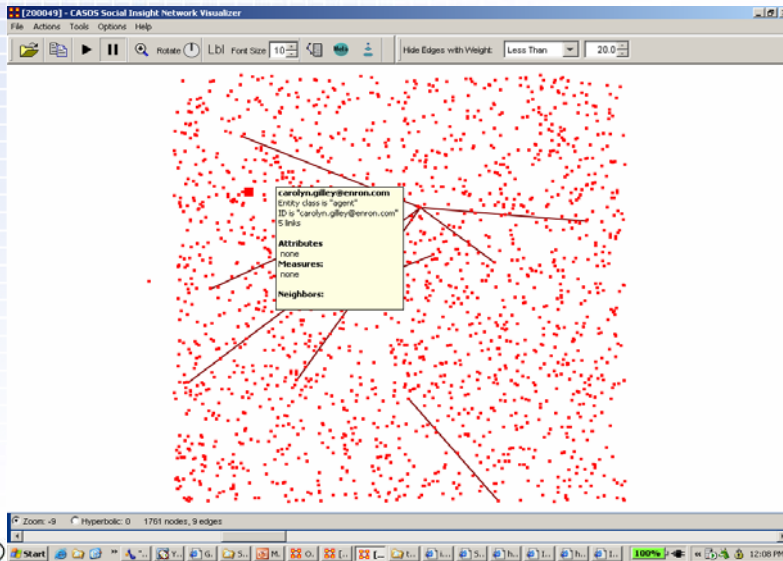 [200049] - CASOS Social Insight Network Visualizer
File Actions Tools Options Help
Rotate Lbl Font Size 10 Meta Hide Edges with Weight: Less Than 20.0
carolyn.gilley@enron.com
Entity class is "agent"
ID is "carolyn.gilley@enron.com"
5 links
Attributes
none
Measures:
none
Neighbors:
Zoom: -9 Hyperbolic: 0 1761 nodes, 9 edges
Start 100% 12:08 PM